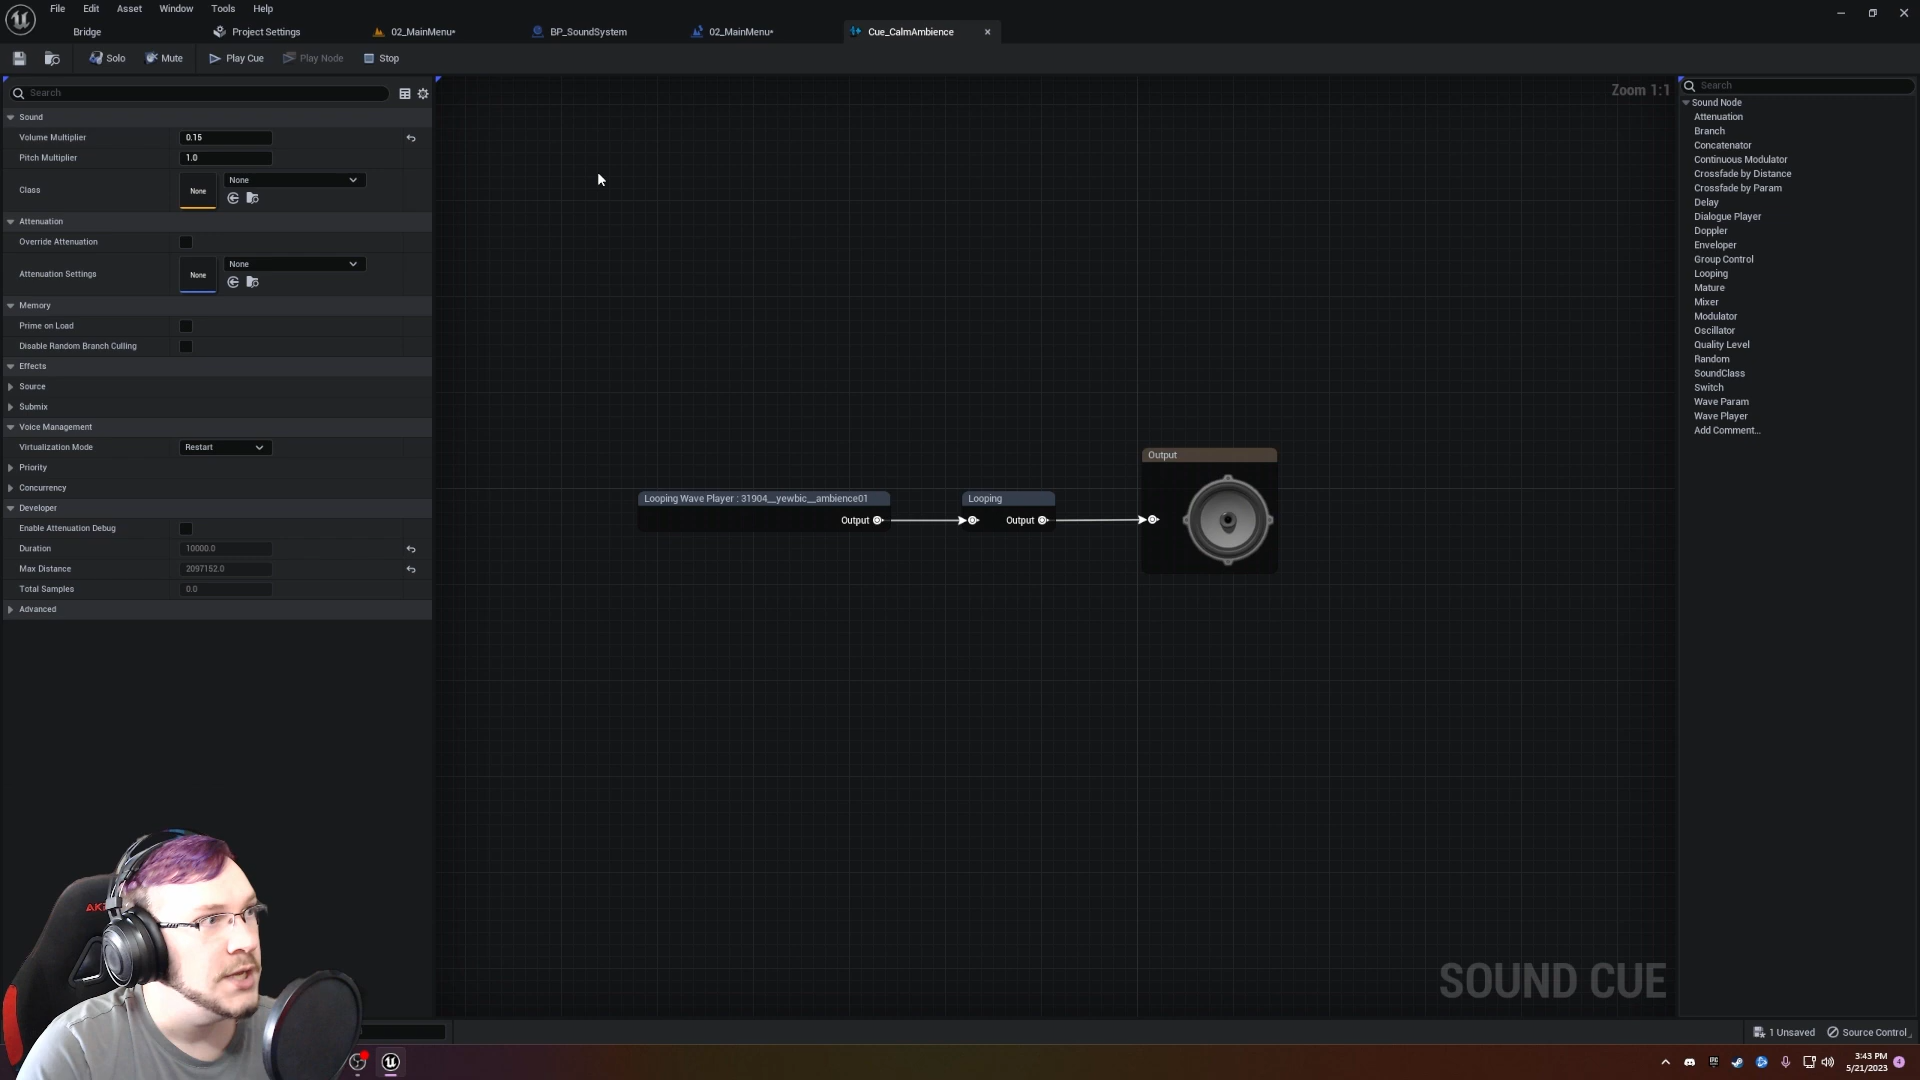 File Edit Asset Window Tools Help
Bridge Project Settings 02_MainMenu* BP_SoundSystem 02_MainMenu* Cue_CalmAmbience
Solo Mute Play Cue Play Node Stop
Search
Sound
Volume Multiplier 0.15
Pitch Multiplier 1.0
Class None None
Attenuation
Override Attenuation
Attenuation Settings None None
Memory
Prime on Load
Disable Random Branch Culling
Effects
Source
Submix
Voice Management
Virtualization Mode Restart
Priority
Concurrency
Developer
Enable Attenuation Debug
Duration 10000.0
Max Distance 2097152.0
Total Samples 0.0
Advanced
Zoom 1:1
Looping Wave Player : 31904__yewbic__ambience01
Output
Looping
Output
Output
SOUND CUE
Search
Sound Node
Attenuation
Branch
Concatenator
Continuous Modulator
Crossfade by Distance
Crossfade by Param
Delay
Dialogue Player
Doppler
Enveloper
Group Control
Looping
Mature
Mixer
Modulator
Oscillator
Quality Level
Random
SoundClass
Switch
Wave Param
Wave Player
Add Comment...
1 Unsaved Source Control
3:43 PM
5/21/2023
4